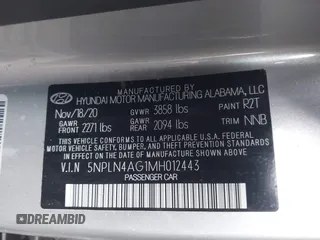 MANUFACTURED BY
HYUNDAI MOTOR MANUFACTURING ALABAMA, LLC
Nov/18/20 GVWR 3858 lbs PAINT R2T
GAWR FRONT 2271 lbs GAWR REAR 2094 lbs TRIM NNB
THIS VEHICLE CONFORMS TO ALL APPLICABLE U.S. FEDERAL
MOTOR VEHICLE SAFETY, BUMPER, AND THEFT
PREVENTION STANDARDS IN EFFECT ON THE DATE OF
MANUFACTURE SHOWN ABOVE.
V.I.N 5NPLN4AG1MH012443
PASSENGER CAR
DREAMBID